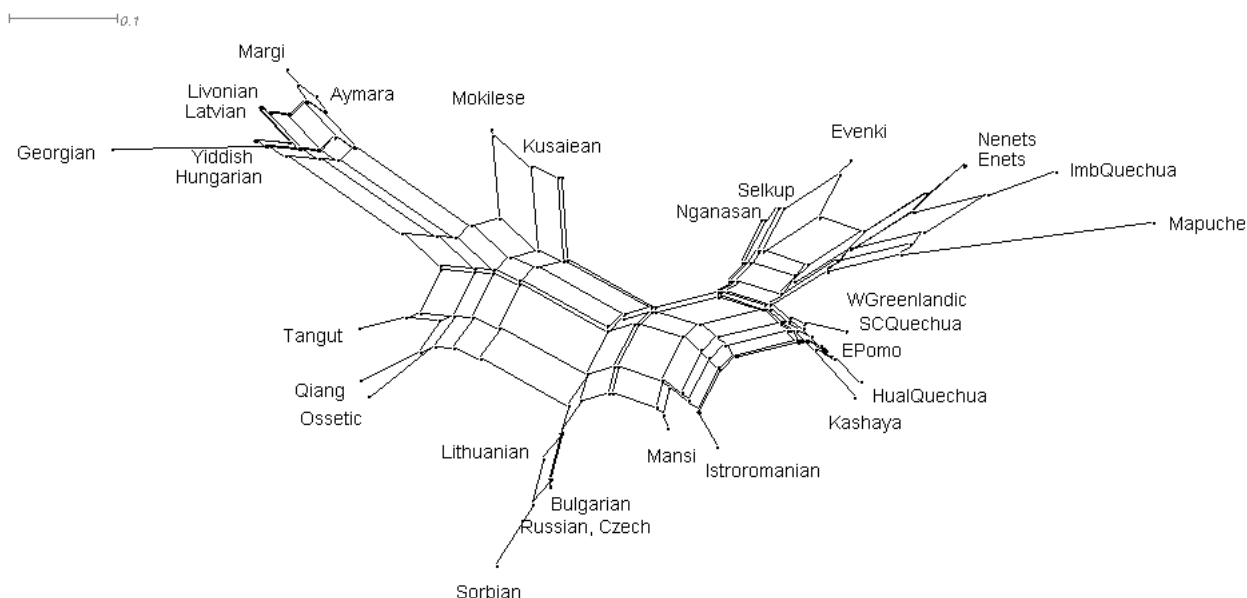 0.1
Margi
Livonian
Aymara
Latvian
Mokilese
Evenki
Georgian
Yiddish
Kusaiean
Nenets
Enets
Hungarian
ImbQuechua
Selkup
Nganasan
Mapuche
WGreenlandic
SCQuechua
Tangut
EPomo
Qiang
HualQuechua
Ossetic
Kashaya
Lithuanian
Mansi
Istroromanian
Bulgarian
Russian, Czech
Sorbian